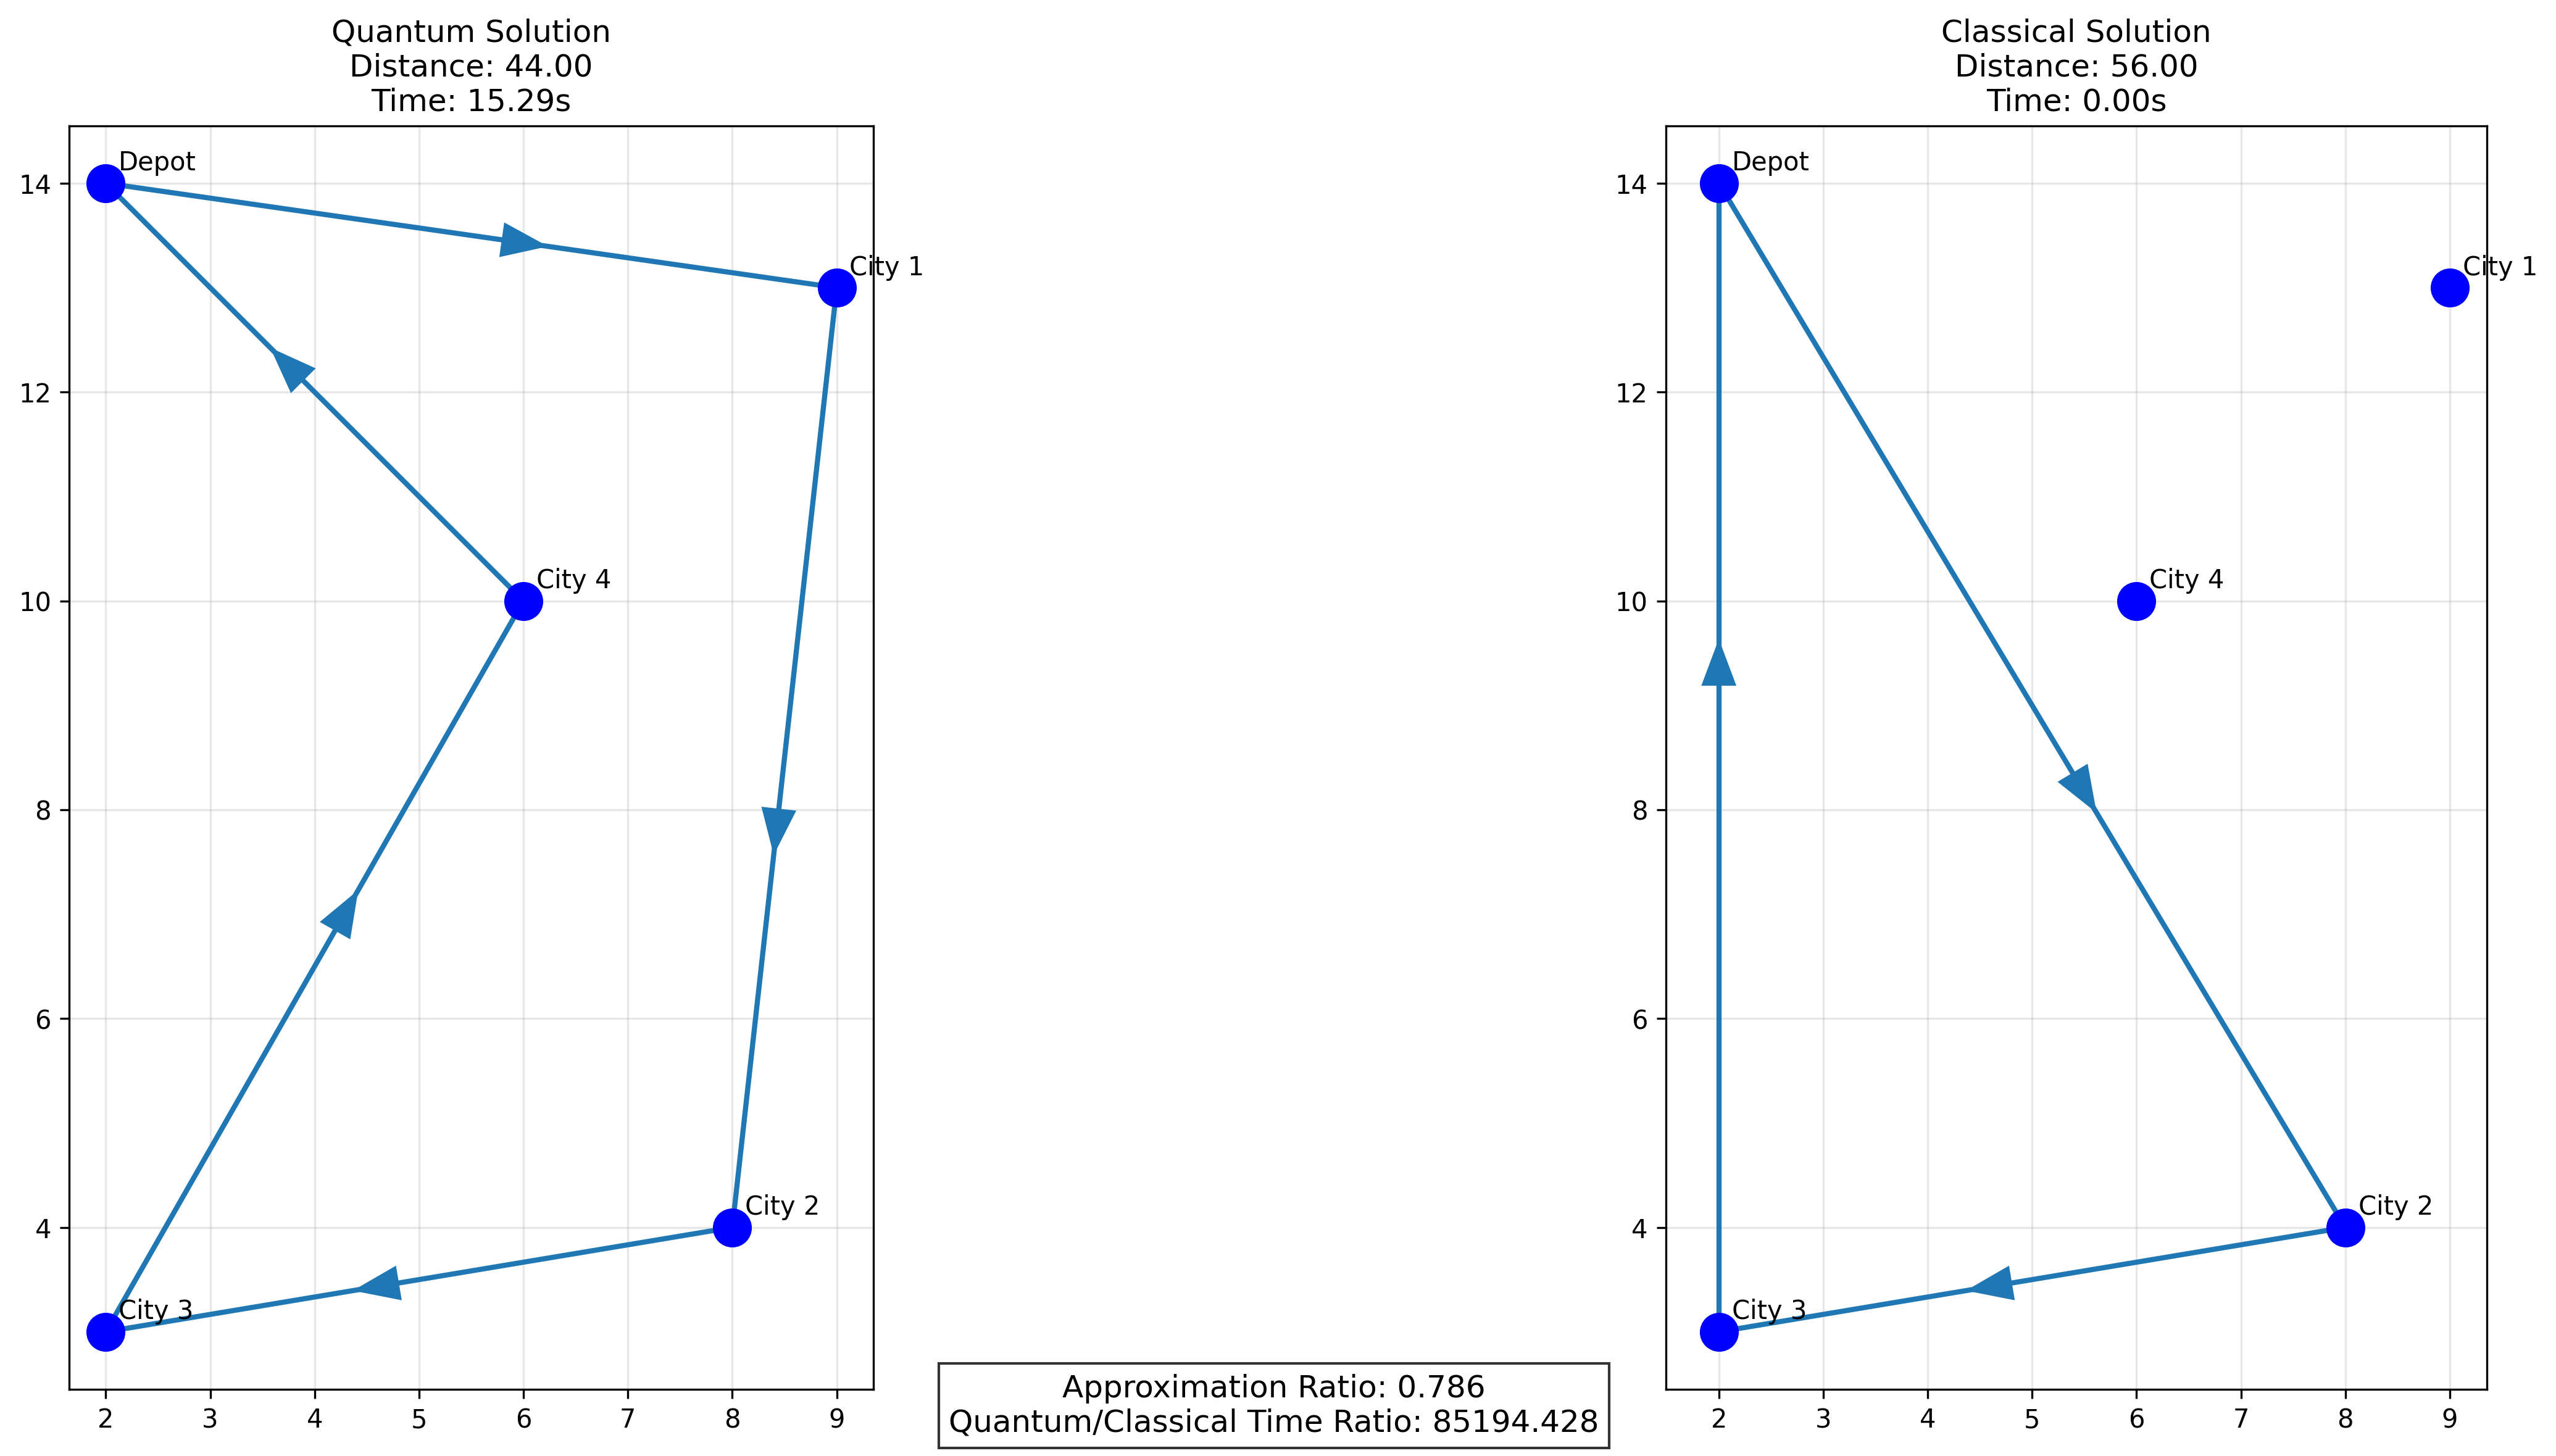 Quantum Solution
Distance: 44.00
Time: 15.29s
Depot
City 1
City 4
City 2
City 3
14
12
10
8
6
4
2 3 4 5 6 7 8 9
Classical Solution
Distance: 56.00
Time: 0.00s
Depot
City 1
City 4
City 2
City 3
14
12
10
8
6
4
2 3 4 5 6 7 8 9
Approximation Ratio: 0.786
Quantum/Classical Time Ratio: 85194.428